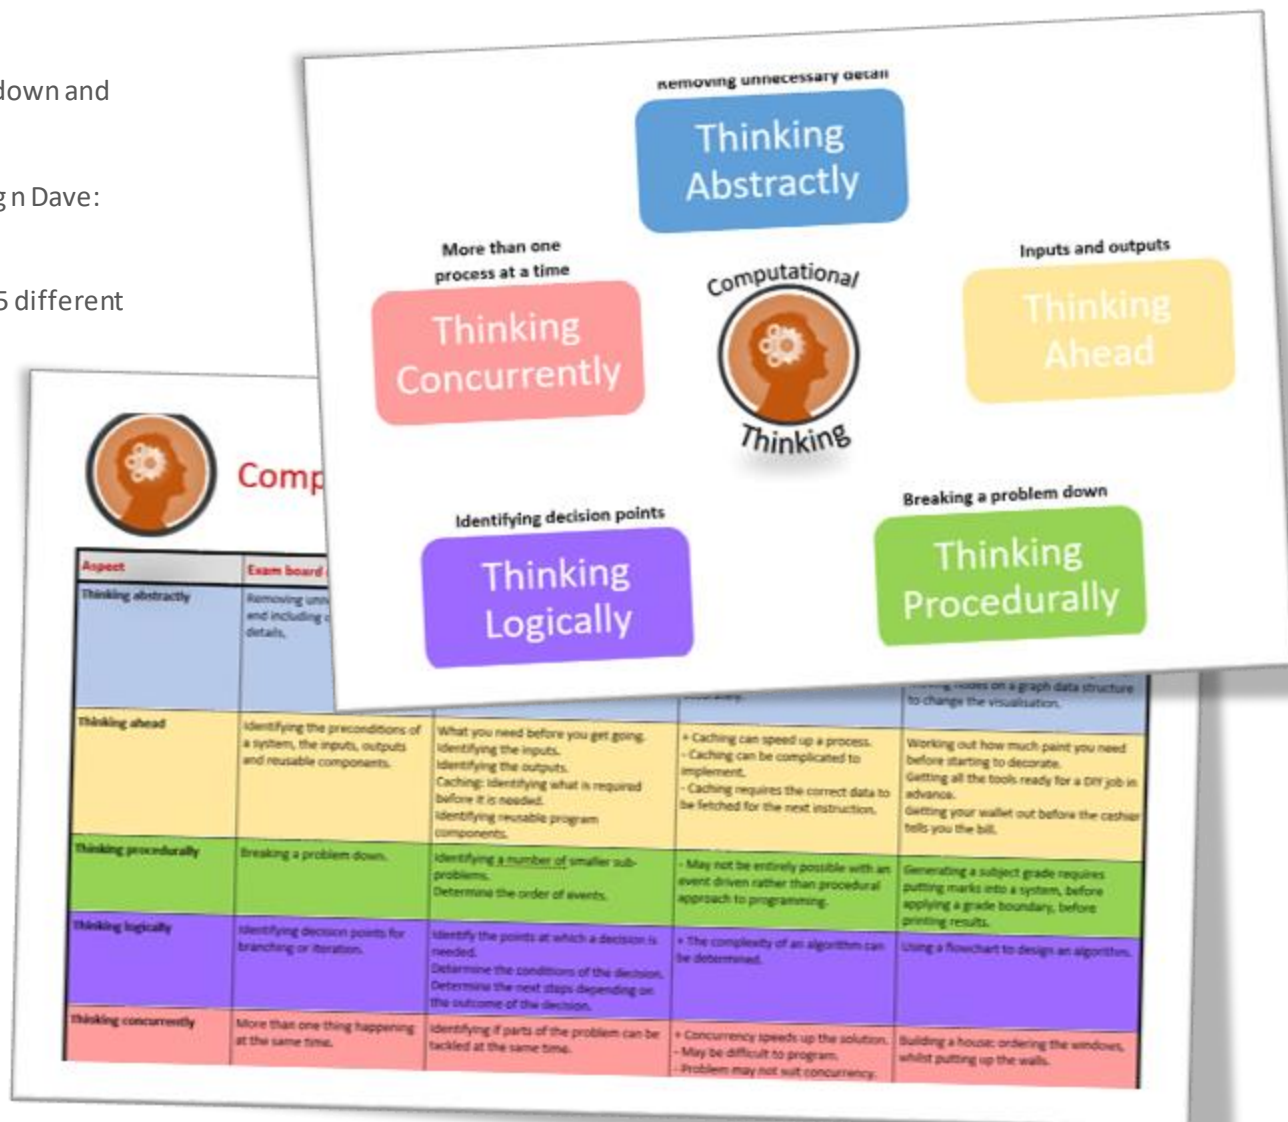 down and
g n Dave:
5 different
Removing unnecessary detail
Thinking
Abstractly
More than one
process at a time
Thinking
Concurrently
Computational
Thinking
Inputs and outputs
Thinking
Ahead
Identifying decision points
Thinking
Logically
Breaking a problem down
Thinking
Procedurally
Comp
Aspect
Exam board
Thinking abstractly
Removing unn
and including
details.
nodes on a graph data structure
to change the visualisation.
Thinking ahead
Identifying the preconditions of
a system, the inputs, outputs
and reusable components.
What you need before you get going.
Identifying the inputs.
Identifying the outputs.
Caching: identifying what is required
before it is needed.
Identifying reusable program
components.
+ Caching can speed up a process.
- Caching can be complicated to
implement.
- Caching requires the correct data to
be fetched for the next instruction.
Working out how much paint you need
before starting to decorate.
Getting all the tools ready for a DIY job in
advance.
Getting your wallet out before the cashier
tells you the bill.
Thinking procedurally
Breaking a problem down.
Identifying a number of smaller sub-
problems.
Determine the order of events.
- May not be entirely possible with an
event driven rather than procedural
approach to programming.
Generating a subject grade requires
putting marks into a system, before
applying a grade boundary, before
printing results.
Thinking logically
Identifying decision points for
branching or iteration.
Identify the points at which a decision is
needed.
Determine the conditions of the decision.
Determine the next steps depending on
the outcome of the decision.
+ The complexity of an algorithm can
be determined.
Using a flowchart to design an algorithm.
Thinking concurrently
More than one thing happening
at the same time.
Identifying if parts of the problem can be
tackled at the same time.
+ Concurrency speeds up the solution.
- May be difficult to program.
- Problem may not suit concurrency.
Building a house: ordering the windows,
whilst putting up the walls.